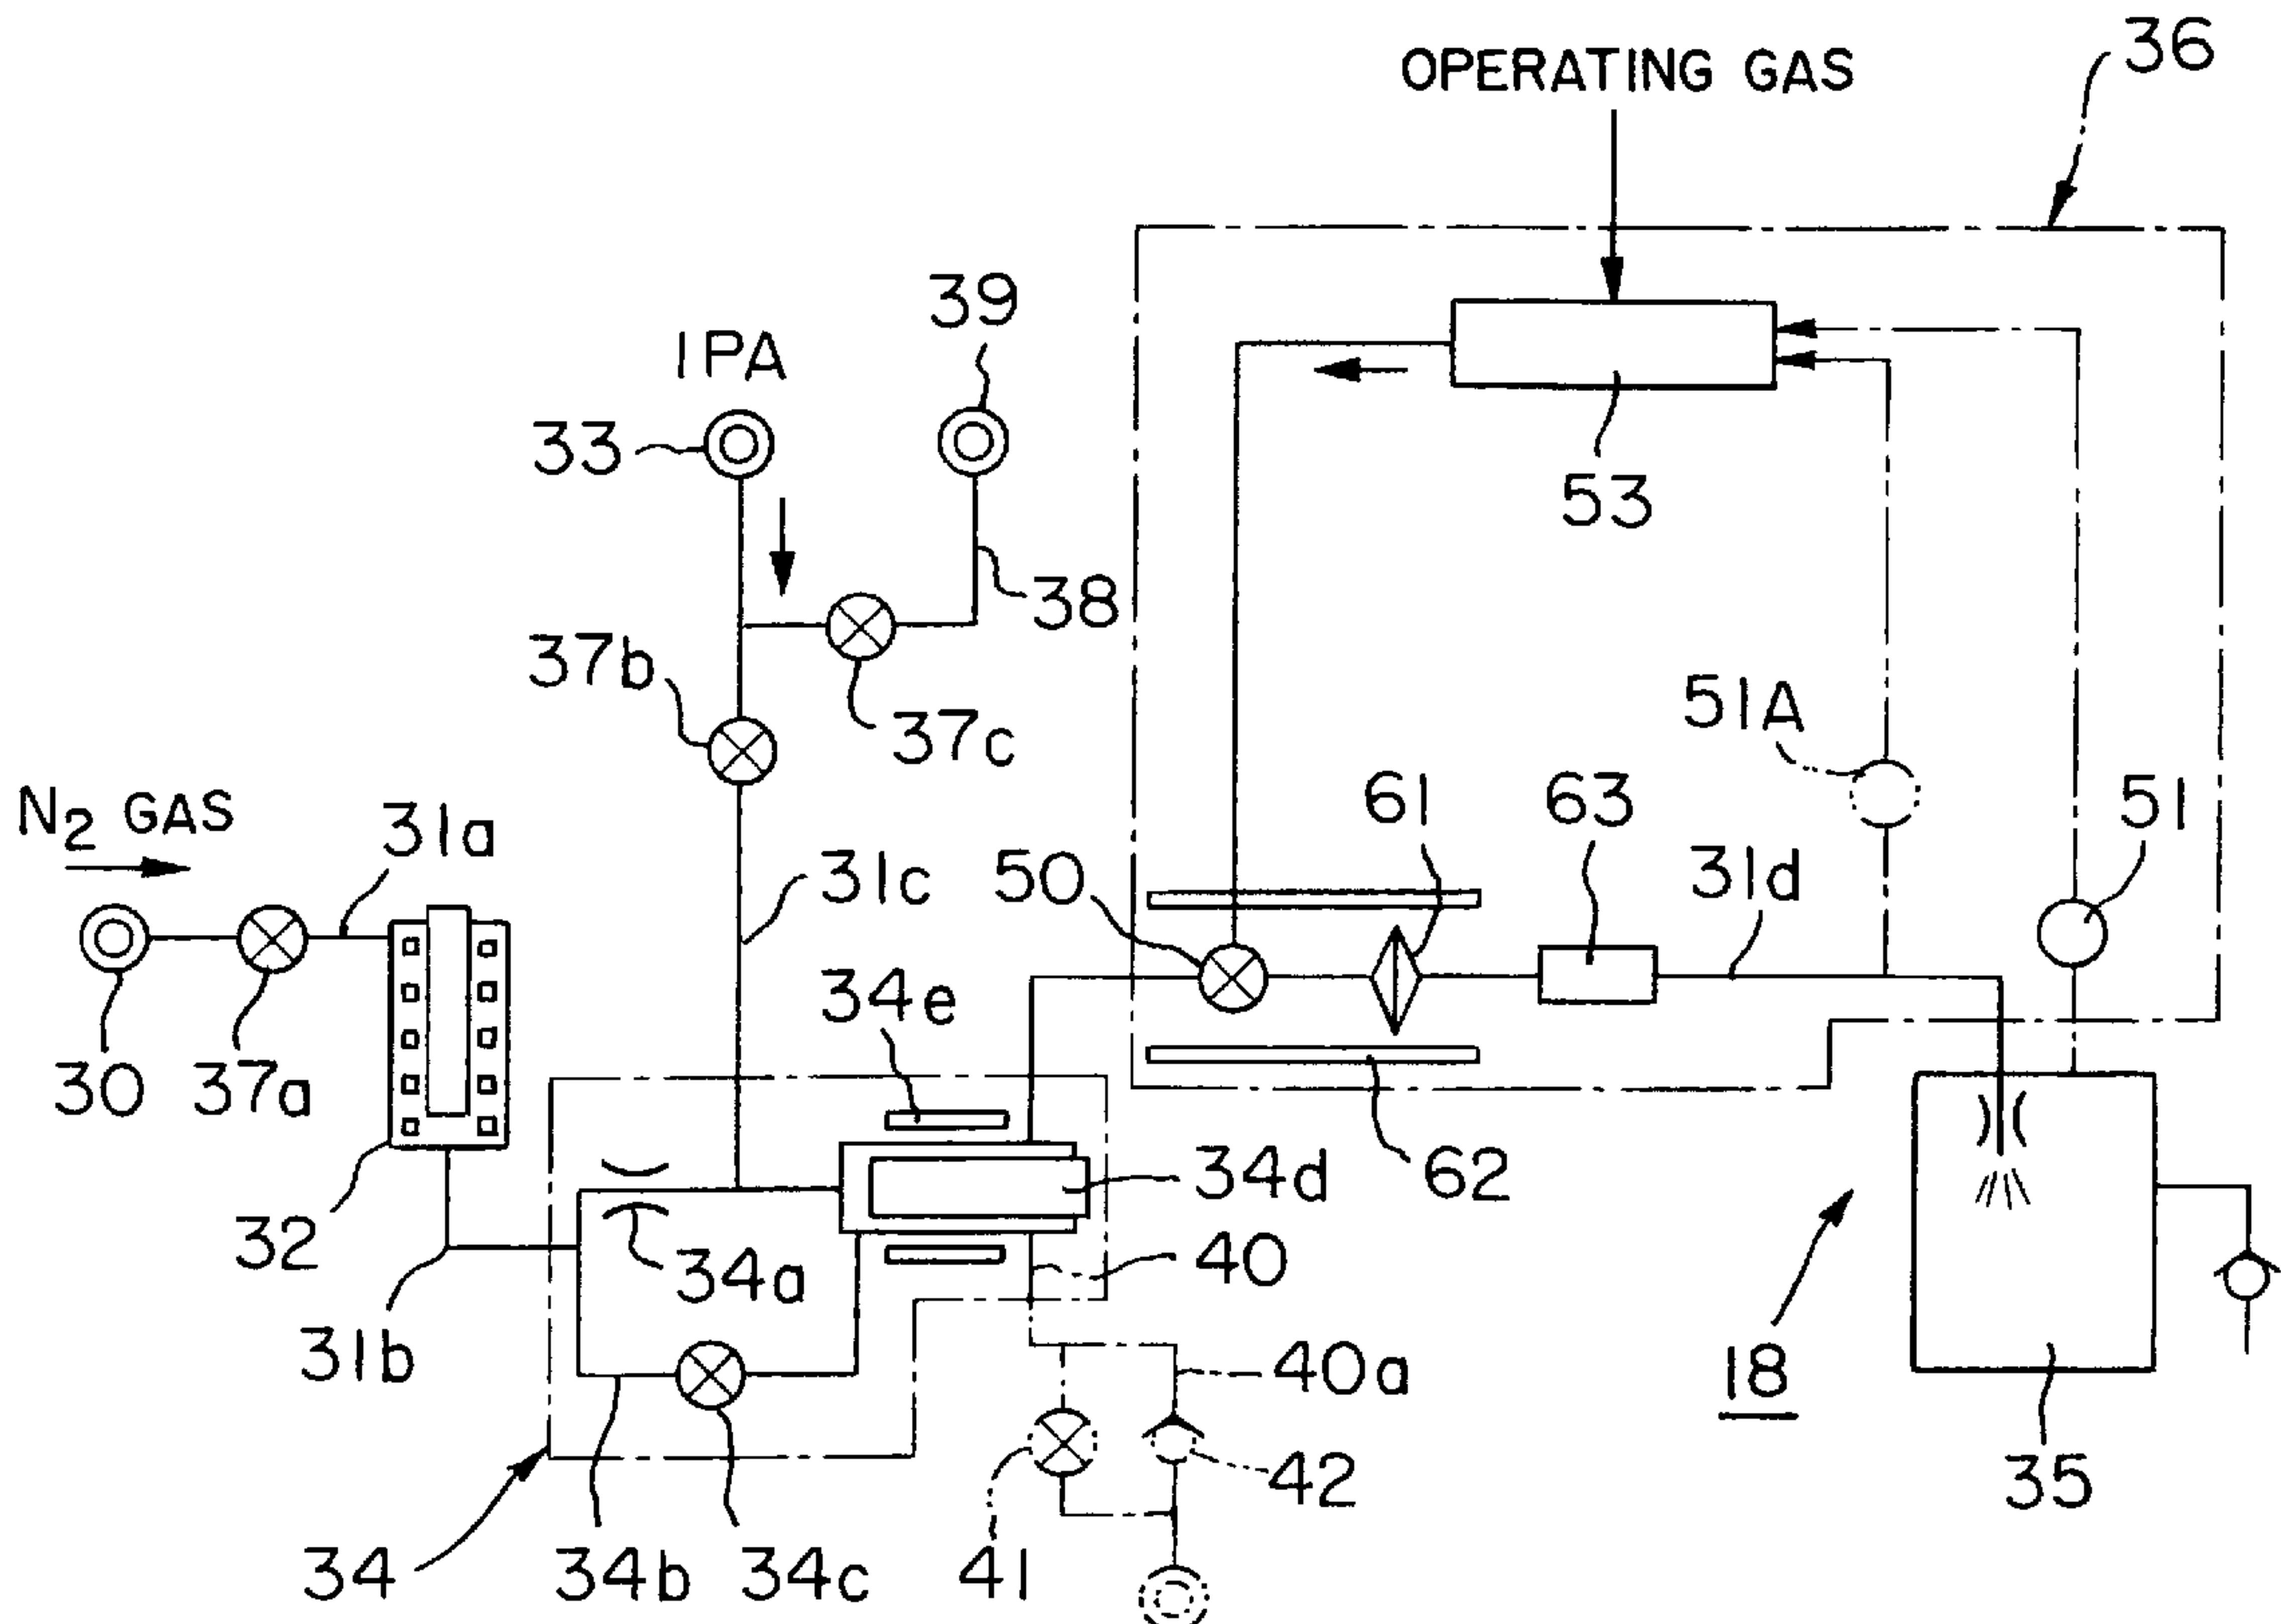 OPERATING GAS
36
39
IPA
33
53
38
37b
37c
51A
N2 GAS
31a
61
63
51
50
31c
31d
34e
30
37a
34d
62
32
34a
40
31b
18
40a
35
42
34
34b
34c
41